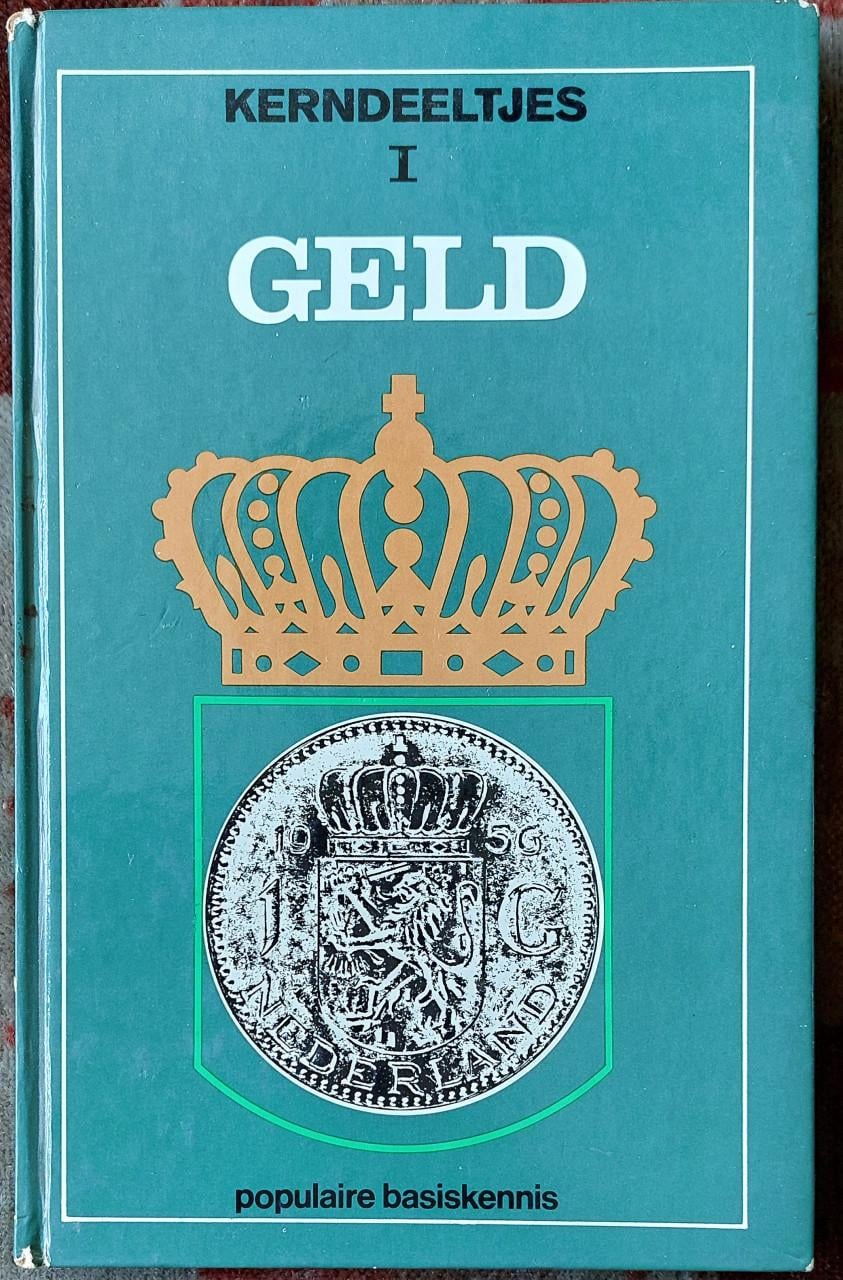 KERNDEELTJES
I
GELD
19 56
1 G
NEDERLAND
populaire basiskennis